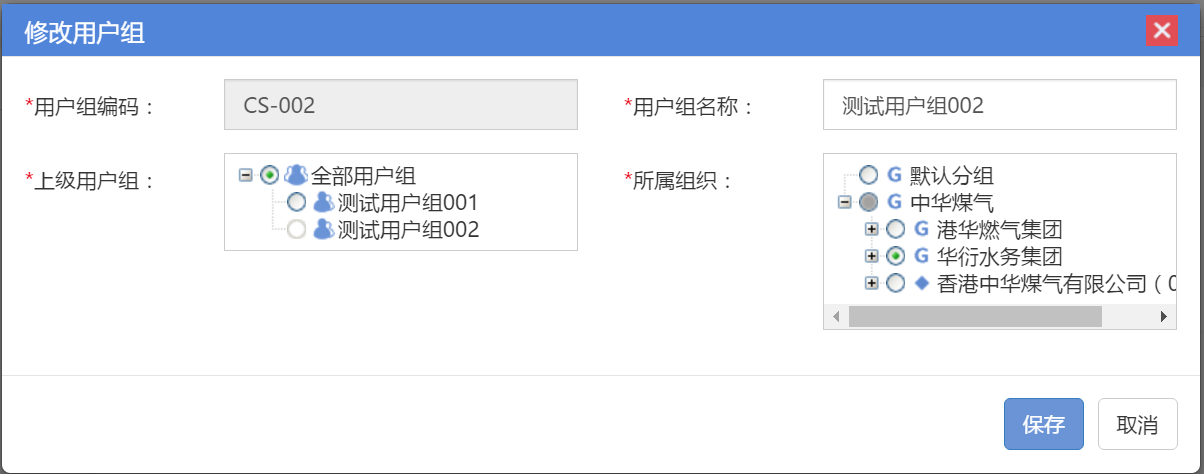 修改用户组
*用户组编码：
CS-002
*用户组名称：
测试用户组002
*上级用户组：
全部用户组
测试用户组001
测试用户组002
*所属组织：
G 默认分组
G 中华煤气
G 港华燃气集团
G 华衍水务集团
香港中华煤气有限公司（0
保存
取消